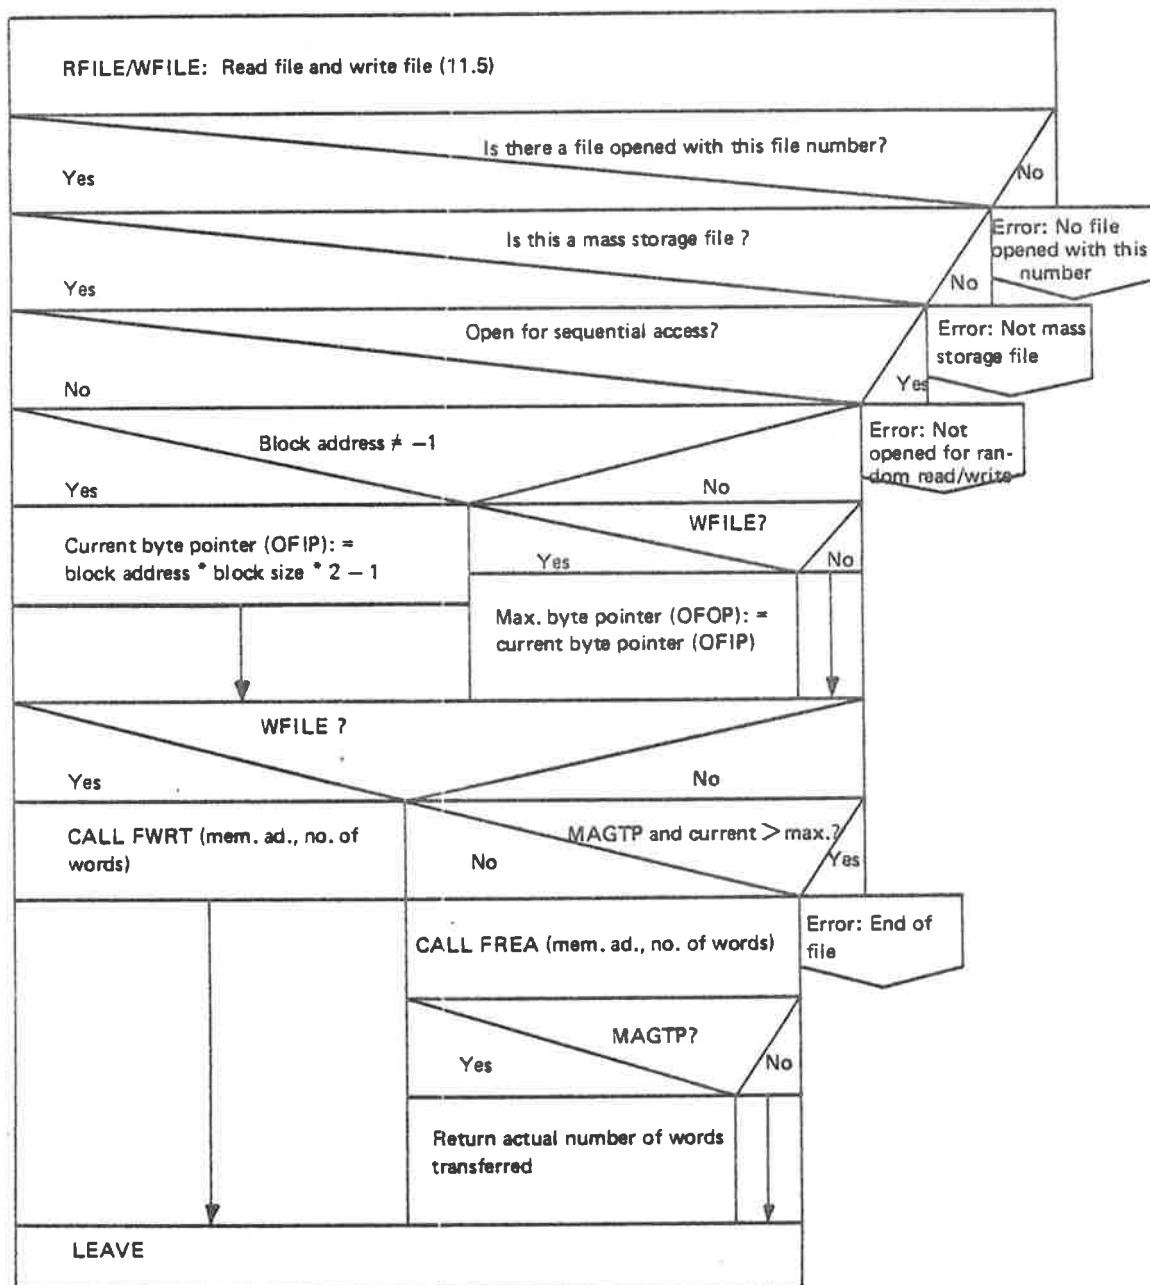 RFILE/WFILE: Read file and write file (11.5)
Is there a file opened with this file number?
Yes
No
Is this a mass storage file ?
Error: No file
opened with this
number
Yes
No
Open for sequential access?
Error: Not mass
storage file
No
Yes
Block address ≠ −1
Error: Not
opened for ran-
dom read/write
Yes
No
WFILE?
Current byte pointer (OFIP): =
block address * block size * 2 − 1
Yes
No
Max. byte pointer (OFOP): =
current byte pointer (OFIP)
WFILE ?
Yes
No
CALL FWRT (mem. ad., no. of
words)
MAGTP and current > max.?
No
Yes
Error: End of
file
CALL FREA (mem. ad., no. of words)
MAGTP?
Yes
No
Return actual number of words
transferred
LEAVE